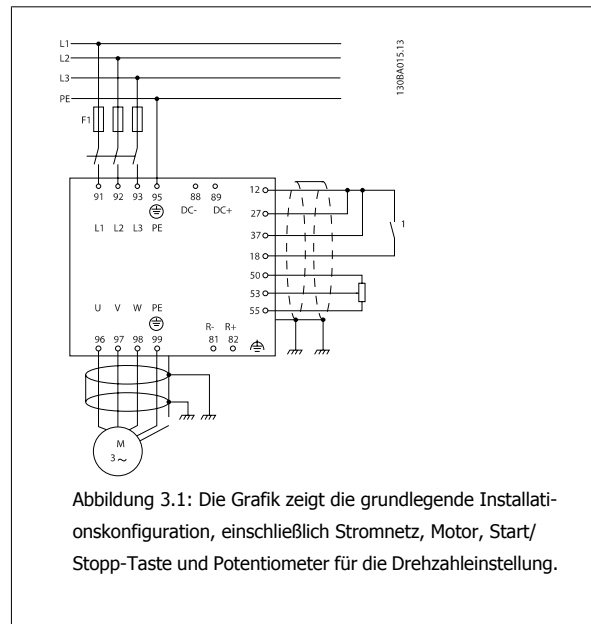 L1
L2
L3
PE
130BA015.13
F1
91 92 93 95 88 89
DC- DC+
L1 L2 L3 PE
12
27
37
18
50
53
55
1
U V W PE
R- R+
96 97 98 99 81 82
M
3 ~
Abbildung 3.1: Die Grafik zeigt die grundlegende Installati-
onskonfiguration, einschließlich Stromnetz, Motor, Start/
Stopp-Taste und Potentiometer für die Drehzahleinstellung.